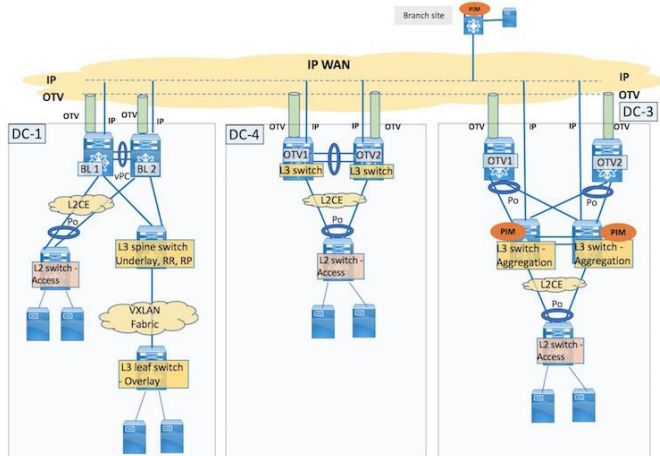 PIM
Branch site
IP WAN
IP
IP
OTV
OTV
DC-1
OTV
IP
OTV
IP
BL 1
BL 2
vPC
L2CE
Po
L2 switch -
Access
L3 spine switch
Underlay, RR, RP
VXLAN
Fabric
L3 leaf switch
- Overlay
DC-4
OTV
IP
IP
OTV
OTV1
OTV2
L3 switch
L3 switch
L2CE
Po
L2 switch -
Access
DC-3
OTV
IP
IP
OTV
OTV1
OTV2
Po
Po
PIM
PIM
L3 switch -
Aggregation
L3 switch -
Aggregation
L2CE
Po
L2 switch -
Access